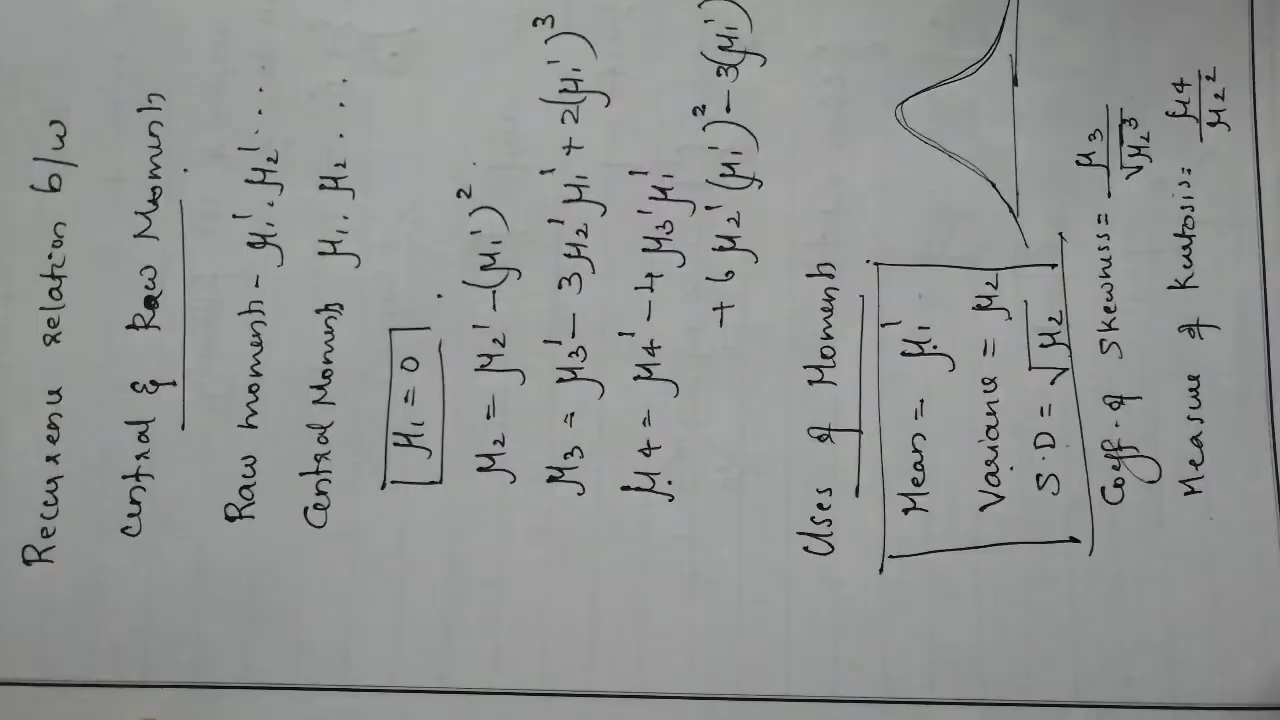 Reccurence relation b/w
Central & Raw Moments
Raw moments - μ₁'. μ₂'. . .
Central Moments μ₁. μ₂. . . .
μ₁ = 0
μ₂ = μ₂' - (μ₁')².
μ₃ = μ₃' - 3μ₂'μ₁' + 2(μ₁')³
μ4 = μ4' - 4μ₃'μ₁'
+ 6μ₂'(μ₁')² - 3(μ₁')
Uses of Moments
Mean = μ₁'
Variance = μ₂
S.D = √μ₂
Coeff. of Skewness = μ₃/√μ₂³
Measure of Kurtosis = μ4/μ₂²